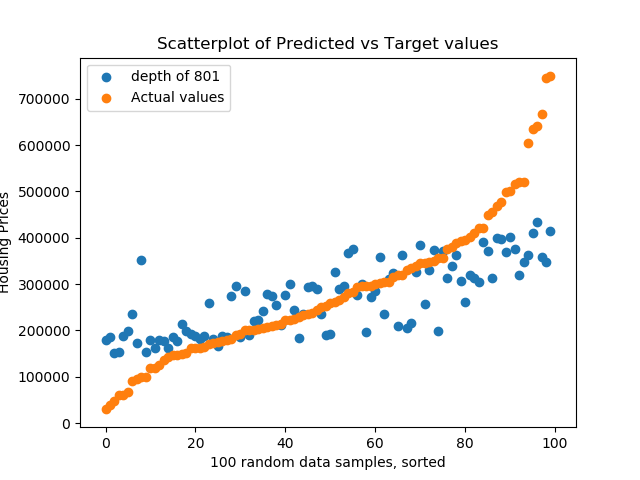 Scatterplot of Predicted vs Target values
depth of 801
Actual values
700000
600000
500000
400000
300000
200000
100000
0
Housing Prices
0 20 40 60 80 100
100 random data samples, sorted